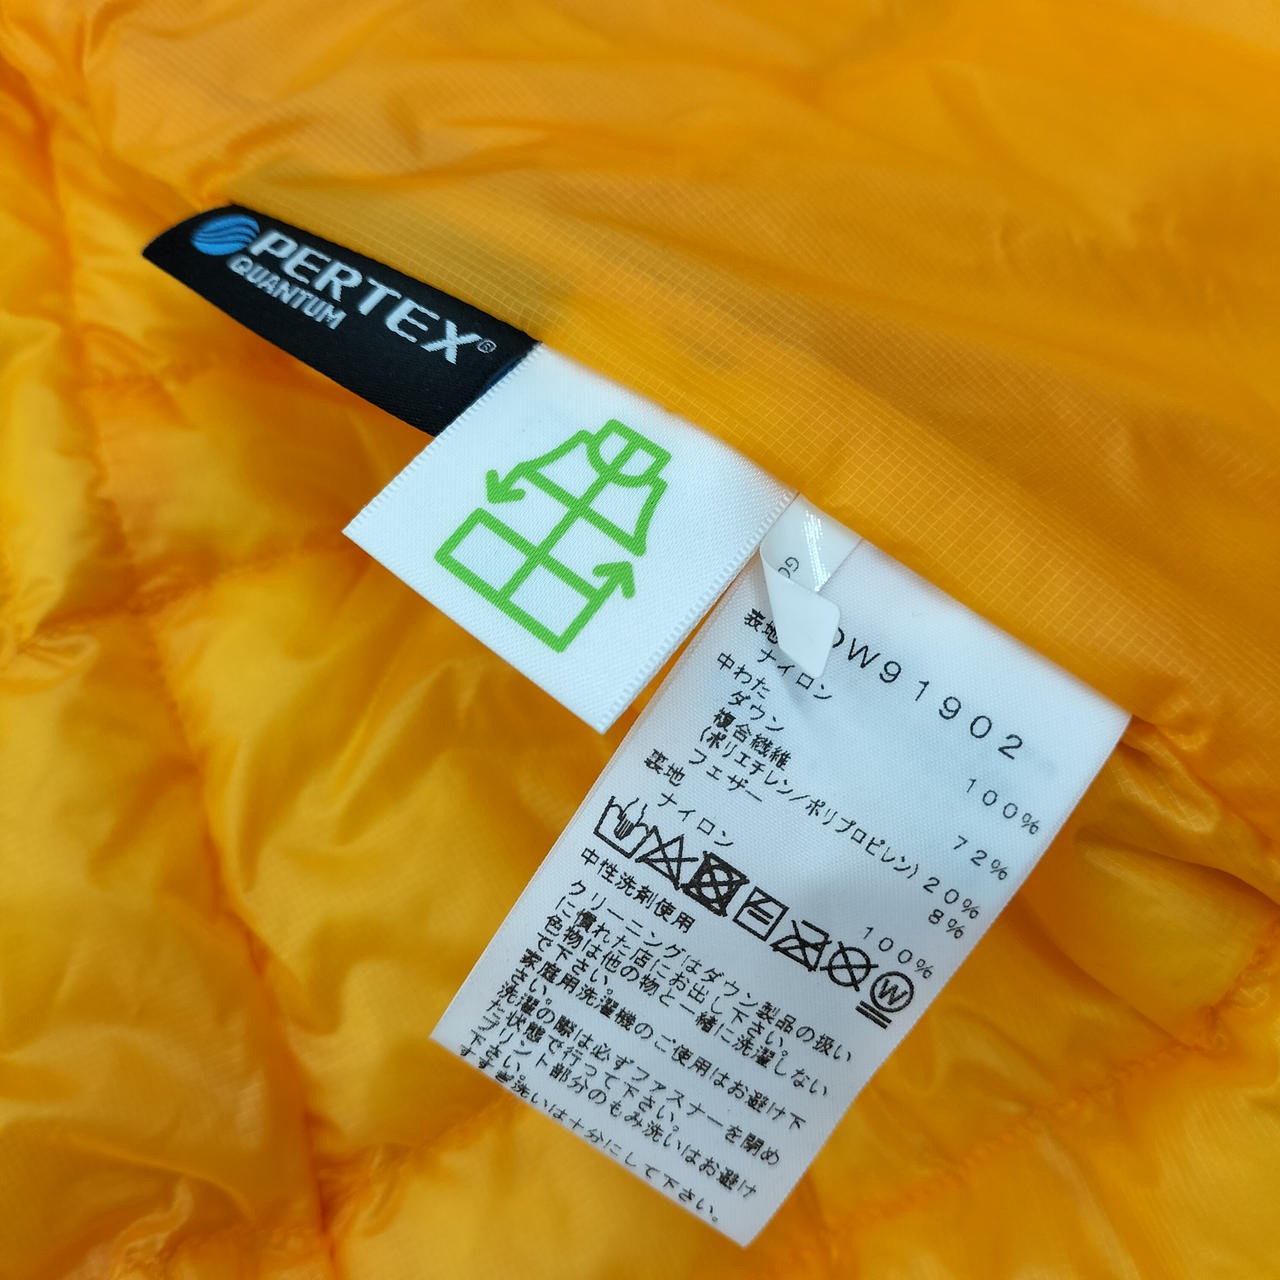 PERTEX®
QUANTUM
GO
DW91902
表地
ナイロン 100%
中わた
ダウン 72%
複合繊維
(ポリエチレン/ポリプロピレン) 20%
フェザー 8%
裏地
ナイロン 100%
W
中性洗剤使用
クリーニングはダウン製品の扱い
に慣れた店にお出し下さい。
色物は他の物と一緒に洗濯しない
で下さい。
家庭用洗濯機のご使用はお避け下
さい。
洗濯の際は必ずファスナーを閉め
た状態で行って下さい。
プリント部分のもみ洗いはお避け
下さい。
すすぎ洗いは十分にして下さい。